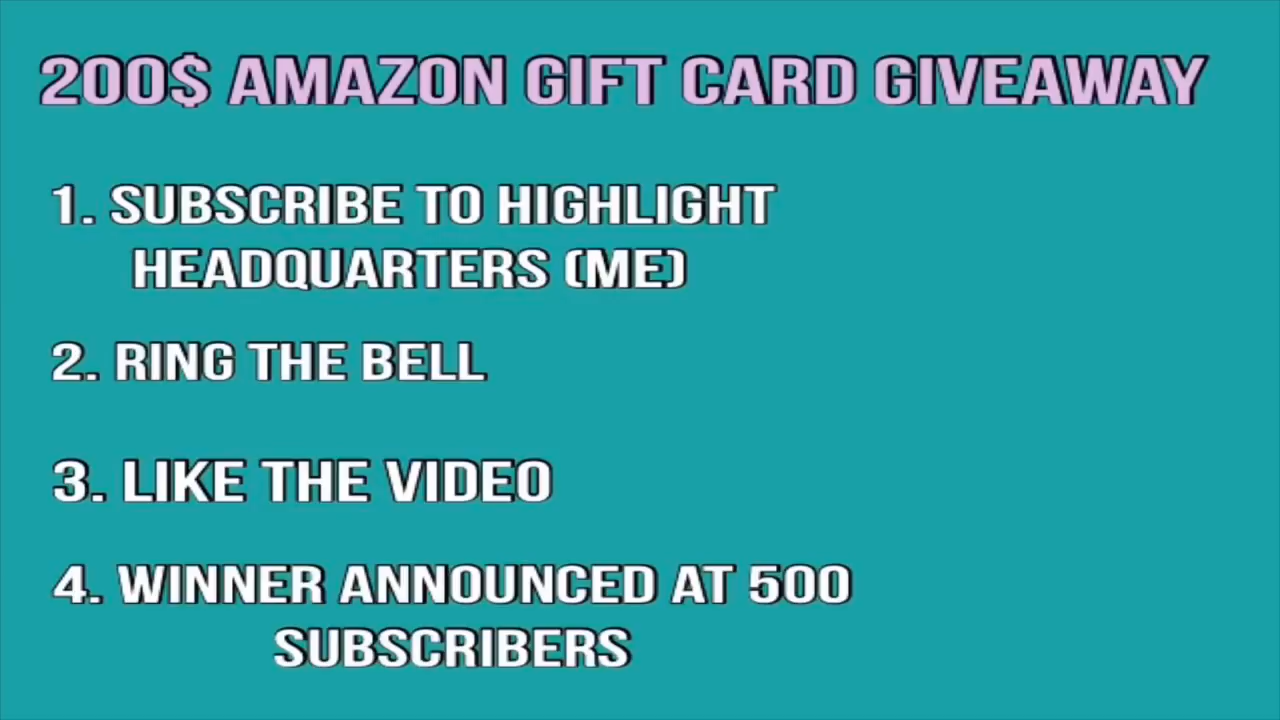 200$ AMAZON GIFT CARD GIVEAWAY
1. SUBSCRIBE TO HIGHLIGHT
HEADQUARTERS (ME)
2. RING THE BELL
3. LIKE THE VIDEO
4. WINNER ANNOUNCED AT 500
SUBSCRIBERS